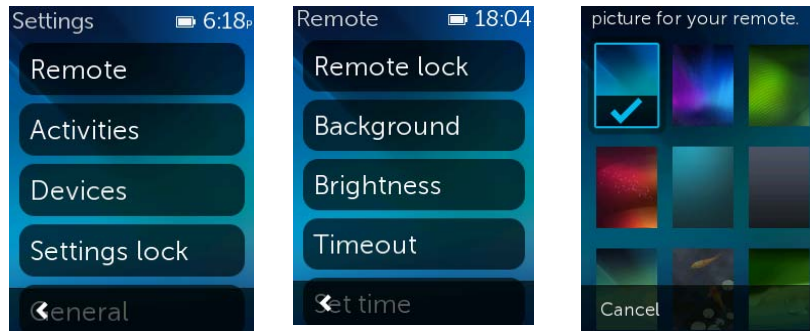 Settings 6:18P
Remote
Activities
Devices
Settings lock
General
Remote 18:04
Remote lock
Background
Brightness
Timeout
Set time
picture for your remote.
Cancel